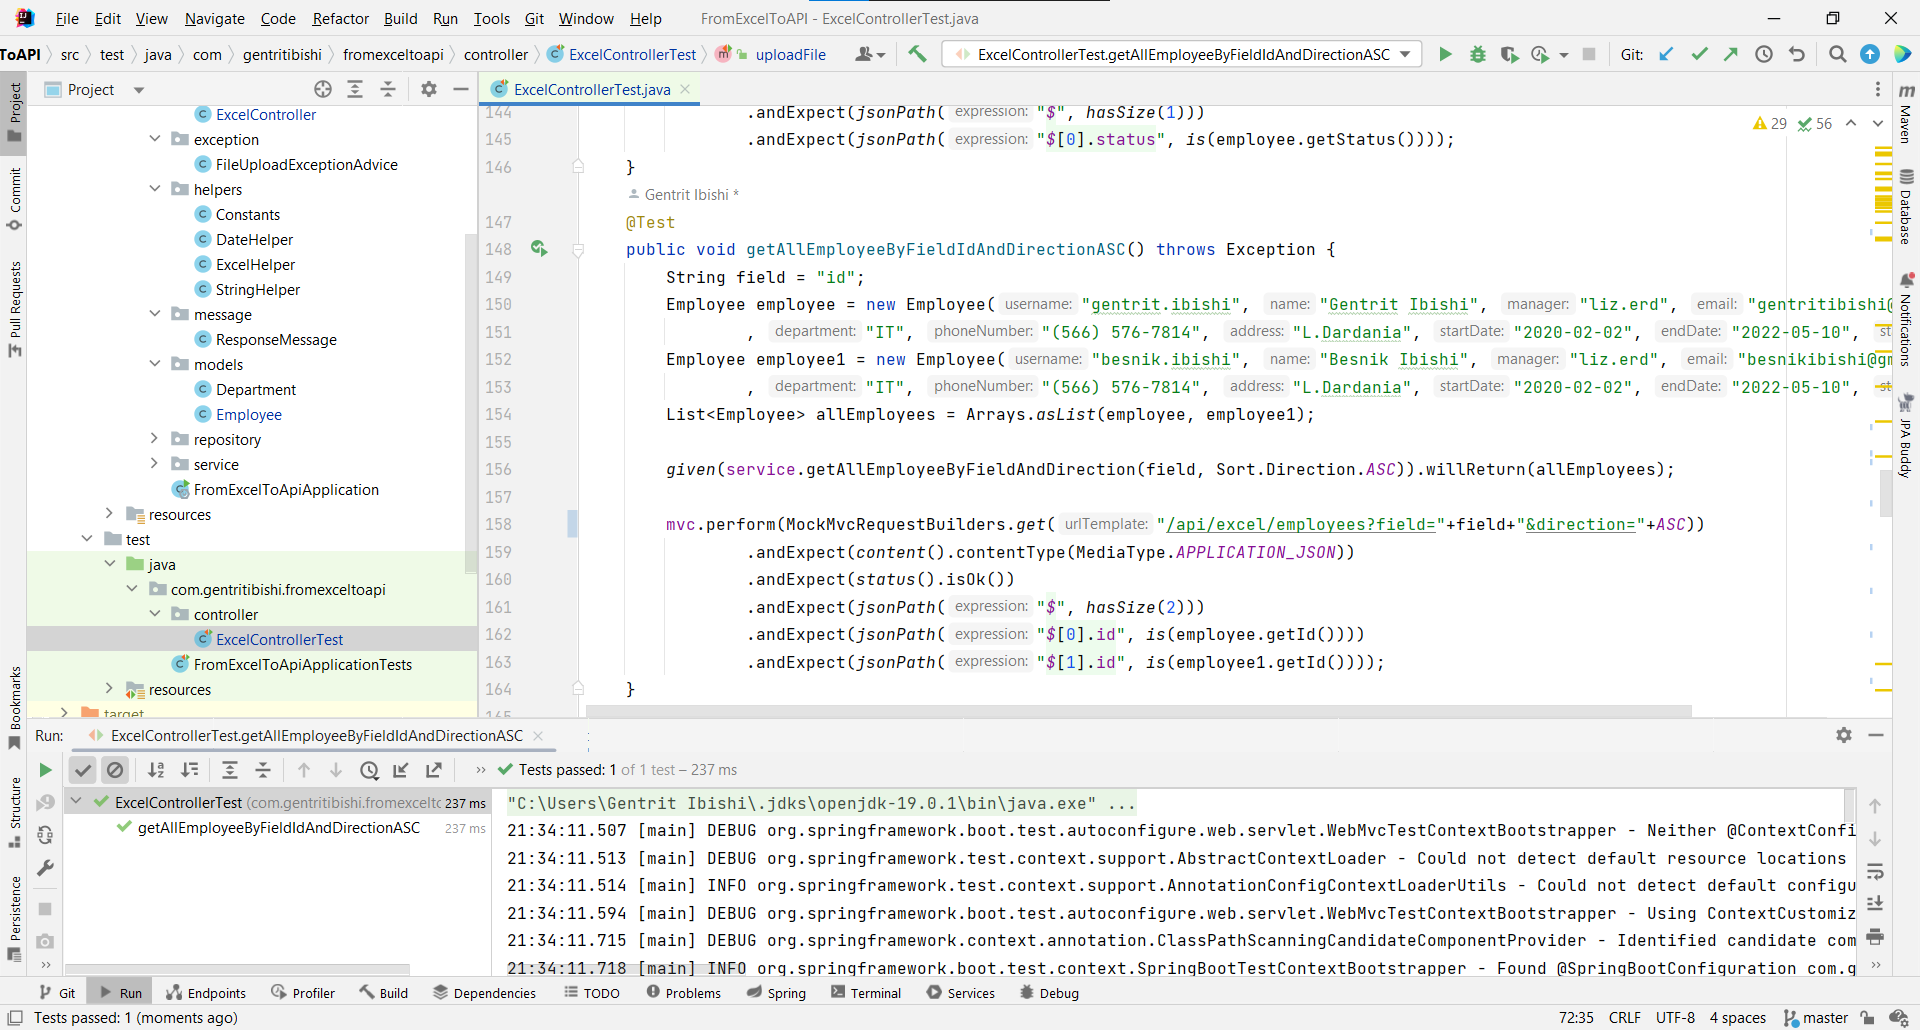 File Edit View Navigate Code Refactor Build Run Tools Git Window Help FromExcelToAPI - ExcelControllerTest.java
ToAPI src test java com gentritibishi fromexceltoapi controller ExcelControllerTest uploadFile ExcelControllerTest.getAllEmployeeByFieldIdAndDirectionASC Git:
Project
Commit
Pull Requests
Bookmarks
Structure
Persistence
Project
ExcelController
exception
FileUploadExceptionAdvice
helpers
Constants
DateHelper
ExcelHelper
StringHelper
message
ResponseMessage
models
Department
Employee
repository
service
FromExcelToApiApplication
resources
test
java
com.gentritibishi.fromexceltoapi
controller
ExcelControllerTest
FromExcelToApiApplicationTests
resources
target
ExcelControllerTest.java
29 56
144 .andExpect(jsonPath( expression: "$", hasSize(1)))
145 .andExpect(jsonPath( expression: "$[0].status", is(employee.getStatus())));
146 }
Gentrit Ibishi *
147 @Test
148 public void getAllEmployeeByFieldIdAndDirectionASC() throws Exception {
149 String field = "id";
150 Employee employee = new Employee( username: "gentrit.ibishi", name: "Gentrit Ibishi", manager: "liz.erd", email: "gentritibishi@
151 , department: "IT", phoneNumber: "(566) 576-7814", address: "L.Dardania", startDate: "2020-02-02", endDate: "2022-05-10", st
152 Employee employee1 = new Employee( username: "besnik.ibishi", name: "Besnik Ibishi", manager: "liz.erd", email: "besnikibishi@gm
153 , department: "IT", phoneNumber: "(566) 576-7814", address: "L.Dardania", startDate: "2020-02-02", endDate: "2022-05-10", st
154 List<Employee> allEmployees = Arrays.asList(employee, employee1);
155
156 given(service.getAllEmployeeByFieldAndDirection(field, Sort.Direction.ASC)).willReturn(allEmployees);
157
158 mvc.perform(MockMvcRequestBuilders.get( urlTemplate: "/api/excel/employees?field="+field+"&direction="+ASC))
159 .andExpect(content().contentType(MediaType.APPLICATION_JSON))
160 .andExpect(status().isOk())
161 .andExpect(jsonPath( expression: "$", hasSize(2)))
162 .andExpect(jsonPath( expression: "$[0].id", is(employee.getId())))
163 .andExpect(jsonPath( expression: "$[1].id", is(employee1.getId())));
164 }
165
Maven
Database
Notifications
JPA Buddy
Run: ExcelControllerTest.getAllEmployeeByFieldIdAndDirectionASC
Tests passed: 1 of 1 test – 237 ms
ExcelControllerTest (com.gentritibishi.fromexceltc 237 ms
getAllEmployeeByFieldIdAndDirectionASC 237 ms
"C:\Users\Gentrit Ibishi\.jdks\openjdk-19.0.1\bin\java.exe" ...
21:34:11.507 [main] DEBUG org.springframework.boot.test.autoconfigure.web.servlet.WebMvcTestContextBootstrapper - Neither @ContextConfi
21:34:11.513 [main] DEBUG org.springframework.test.context.support.AbstractContextLoader - Could not detect default resource locations
21:34:11.514 [main] INFO org.springframework.test.context.support.AnnotationConfigContextLoaderUtils - Could not detect default configu
21:34:11.594 [main] DEBUG org.springframework.boot.test.autoconfigure.web.servlet.WebMvcTestContextBootstrapper - Using ContextCustomiz
21:34:11.715 [main] DEBUG org.springframework.context.annotation.ClassPathScanningCandidateComponentProvider - Identified candidate com
21:34:11.718 [main] INFO org.springframework.boot.test.context.SpringBootTestContextBootstrapper - Found @SpringBootConfiguration com.g
Git Run Endpoints Profiler Build Dependencies TODO Problems Spring Terminal Services Debug
Tests passed: 1 (moments ago) 72:35 CRLF UTF-8 4 spaces master